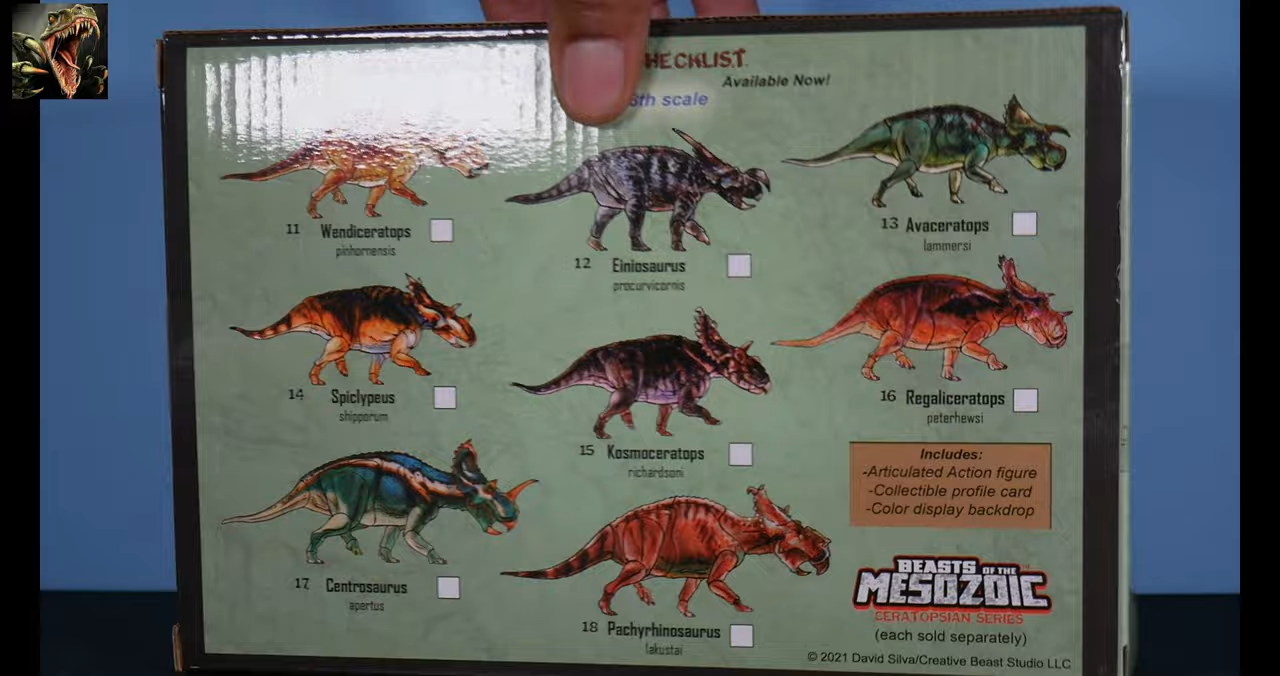 HECKLIST
Available Now!
8th scale
11 Wendiceratops
pinhornensis
12 Einiosaurus
procurvicornis
13 Avaceratops
lammersi
14 Spiclypeus
shipporum
15 Kosmoceratops
richardsoni
16 Regaliceratops
peterhewsi
17 Centrosaurus
apertus
18 Pachyrhinosaurus
lakustai
Includes:
-Articulated Action figure
-Collectible profile card
-Color display backdrop
BEASTS OF THE
MESOZOIC
CERATOPSIAN SERIES
(each sold separately)
© 2021 David Silva/Creative Beast Studio LLC